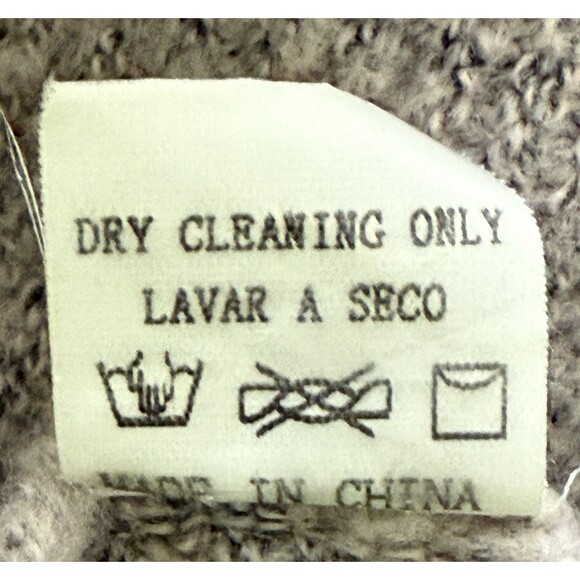 DRY CLEANING ONLY
LAVAR A SECO
MADE IN CHINA